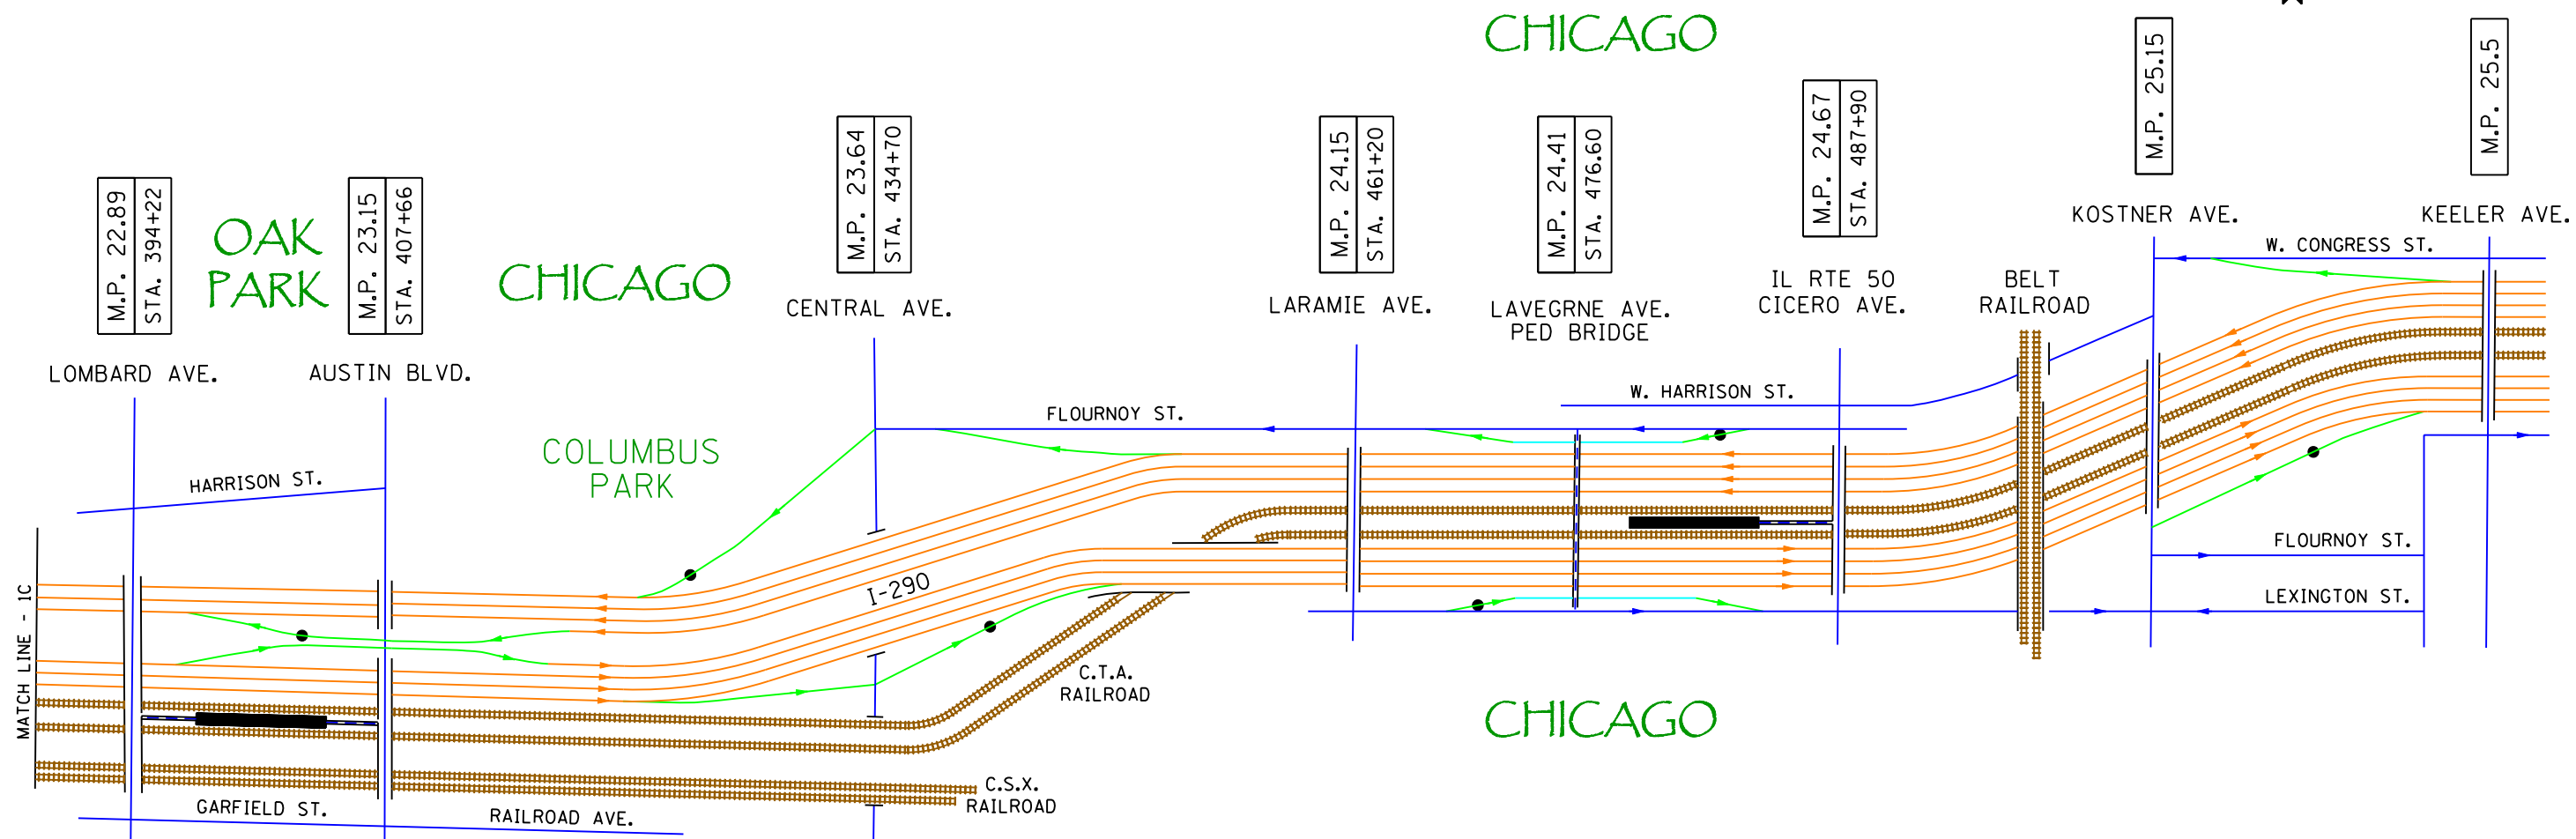 CHICAGO
M.P. 22.89
STA. 394+22
LOMBARD AVE.
OAK
PARK
M.P. 23.15
STA. 407+66
AUSTIN BLVD.
CHICAGO
M.P. 23.64
STA. 434+70
CENTRAL AVE.
M.P. 24.15
STA. 461+20
LARAMIE AVE.
M.P. 24.41
STA. 476.60
LAVEGRNE AVE.
PED BRIDGE
M.P. 24.67
STA. 487+90
IL RTE 50
CICERO AVE.
BELT
RAILROAD
M.P. 25.15
KOSTNER AVE.
M.P. 25.5
KEELER AVE.
W. CONGRESS ST.
W. HARRISON ST.
FLOURNOY ST.
COLUMBUS
PARK
HARRISON ST.
I-290
FLOURNOY ST.
LEXINGTON ST.
MATCH LINE - 1C
C.T.A.
RAILROAD
CHICAGO
C.S.X.
RAILROAD
GARFIELD ST.
RAILROAD AVE.